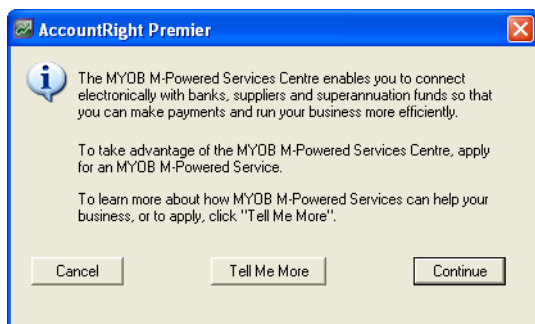 AccountRight Premier
The MYOB M-Powered Services Centre enables you to connect
electronically with banks, suppliers and superannuation funds so that
you can make payments and run your business more efficiently.
To take advantage of the MYOB M-Powered Services Centre, apply
for an MYOB M-Powered Service.
To learn more about how MYOB M-Powered Services can help your
business, or to apply, click "Tell Me More".
Cancel Tell Me More Continue